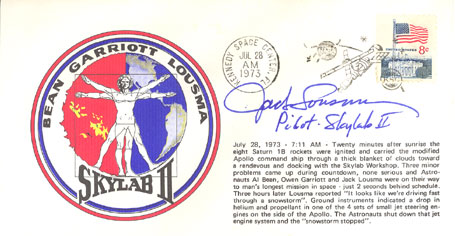 BEAN GARRIOTT LOUSMA
SKYLAB II
KENNEDY SPACE CENTER
JUL 28
AM
1973
8c
Jack Lousma
Pilot - Skylab II
July 28, 1973 - 7:11 AM - Twenty minutes after sunrise the
eight Saturn 1B rockets were ignited and carried the modified
Apollo command ship through a thick blanket of clouds toward
a rendevous and docking with the Skylab Workshop. Three minor
problems came up during countdown, none serious and Astro-
nauts Al Bean, Owen Garriott and Jack Lousma were on their way
to man's longest mission in space - just 2 seconds behind schedule.
Three hours later Lousma reported "It looks like we're driving fast
through a snowstorm". Ground instruments indicated a drop in
helium and propellant in one of the 4 sets of small jet steering en-
gines on the side of the Apollo. The Astronauts shut down that jet
engine system and the "snowstorm stopped".